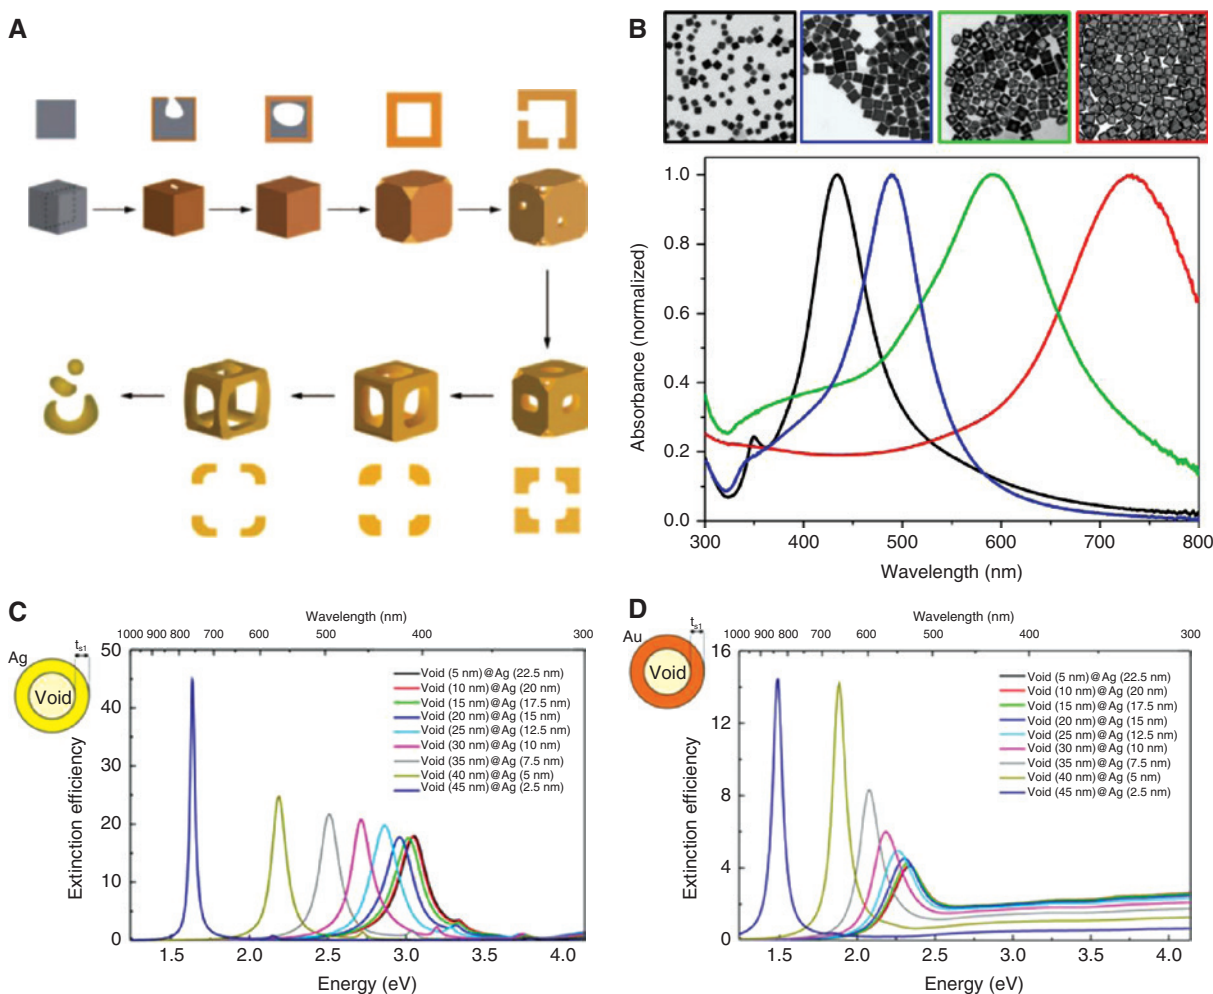 A
B
1.0
0.8
0.6
0.4
0.2
0.0
Absorbance (normalized)
300 400 500 600 700 800
Wavelength (nm)
C
Wavelength (nm)
1000 900 800 700 600 500 400 300
Ag
t_s1
Void
50
40
30
20
10
0
Extinction efficiency
Void (5 nm)@Ag (22.5 nm)
Void (10 nm)@Ag (20 nm)
Void (15 nm)@Ag (17.5 nm)
Void (20 nm)@Ag (15 nm)
Void (25 nm)@Ag (12.5 nm)
Void (30 nm)@Ag (10 nm)
Void (35 nm)@Ag (7.5 nm)
Void (40 nm)@Ag (5 nm)
Void (45 nm)@Ag (2.5 nm)
1.5 2.0 2.5 3.0 3.5 4.0
Energy (eV)
D
Wavelength (nm)
1000 900 800 700 600 500 400 300
Au
t_s1
Void
16
12
8
4
0
Extinction efficiency
Void (5 nm)@Ag (22.5 nm)
Void (10 nm)@Ag (20 nm)
Void (15 nm)@Ag (17.5 nm)
Void (20 nm)@Ag (15 nm)
Void (25 nm)@Ag (12.5 nm)
Void (30 nm)@Ag (10 nm)
Void (35 nm)@Ag (7.5 nm)
Void (40 nm)@Ag (5 nm)
Void (45 nm)@Ag (2.5 nm)
1.5 2.0 2.5 3.0 3.5 4.0
Energy (eV)